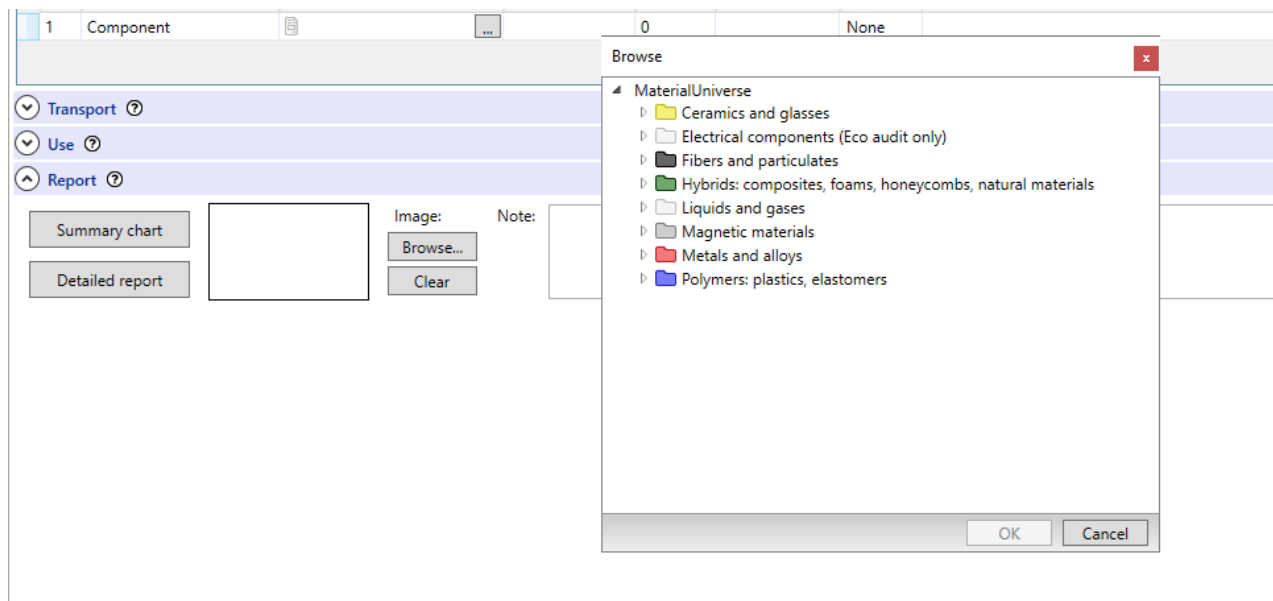 1 Component ... 0 None
Browse
x
MaterialUniverse
Ceramics and glasses
Electrical components (Eco audit only)
Fibers and particulates
Hybrids: composites, foams, honeycombs, natural materials
Liquids and gases
Magnetic materials
Metals and alloys
Polymers: plastics, elastomers
OK Cancel
Transport ?
Use ?
Report ?
Summary chart
Detailed report
Image:
Browse...
Clear
Note: